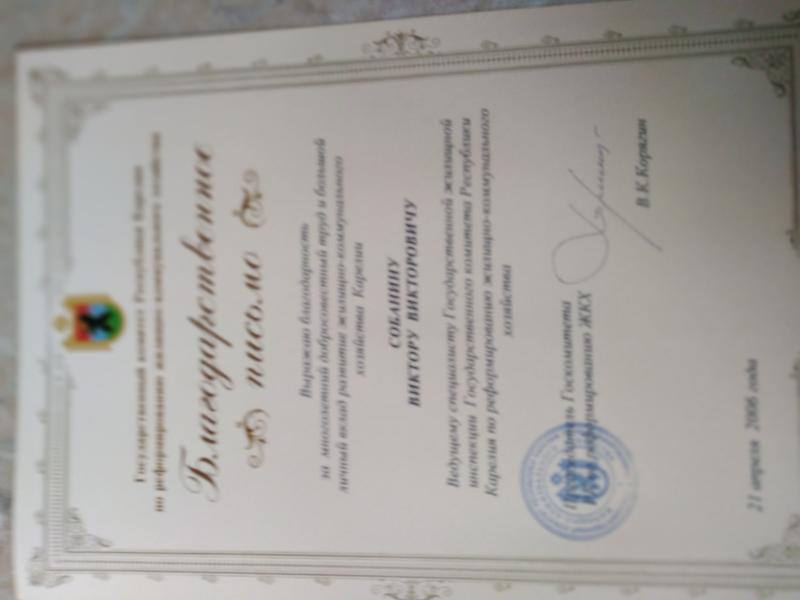 Государственный комитет Республики Карелия
по реформированию жилищно-коммунального хозяйства
Благодарственное
письмо
Выражаю благодарность
за многолетний добросовестный труд и большой
личный вклад развитие жилищно-коммунального
хозяйства Карелии
СОБАНИНУ
ВИКТОРУ ВИКТОРОВИЧУ
Ведущему специалисту Государственной жилищной
инспекции Государственного комитета Республики
Карелия по реформированию жилищно-коммунального
хозяйства
Председатель Госкомитета
реформированию ЖКХ
В.К.Корягин
21 апреля 2006 года